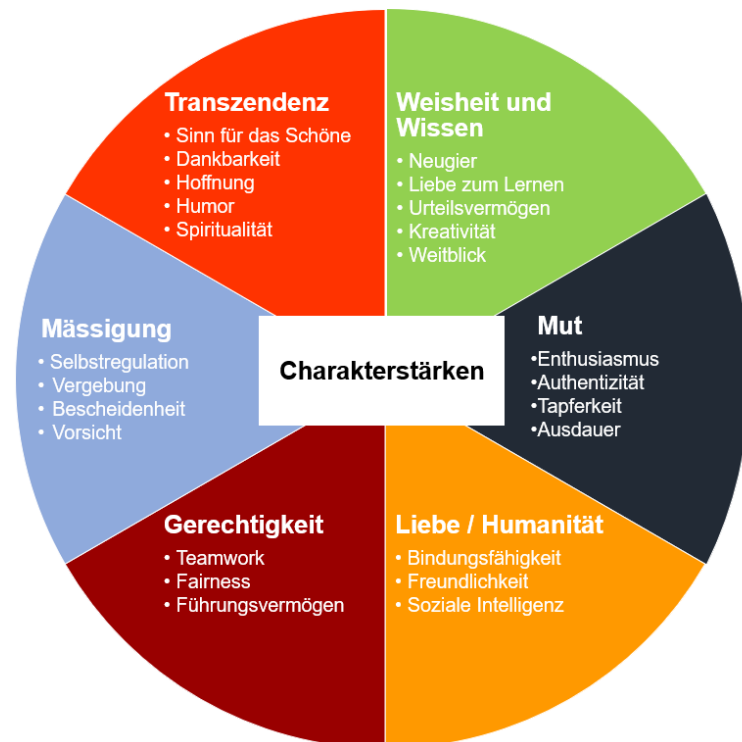 Transzendenz
• Sinn für das Schöne
• Dankbarkeit
• Hoffnung
• Humor
• Spiritualität
Weisheit und
Wissen
• Neugier
• Liebe zum Lernen
• Urteilsvermögen
• Kreativität
• Weitblick
Mässigung
• Selbstregulation
• Vergebung
• Bescheidenheit
• Vorsicht
Charakterstärken
Mut
•Enthusiasmus
•Authentizität
•Tapferkeit
•Ausdauer
Gerechtigkeit
• Teamwork
• Fairness
• Führungsvermögen
Liebe / Humanität
• Bindungsfähigkeit
• Freundlichkeit
• Soziale Intelligenz